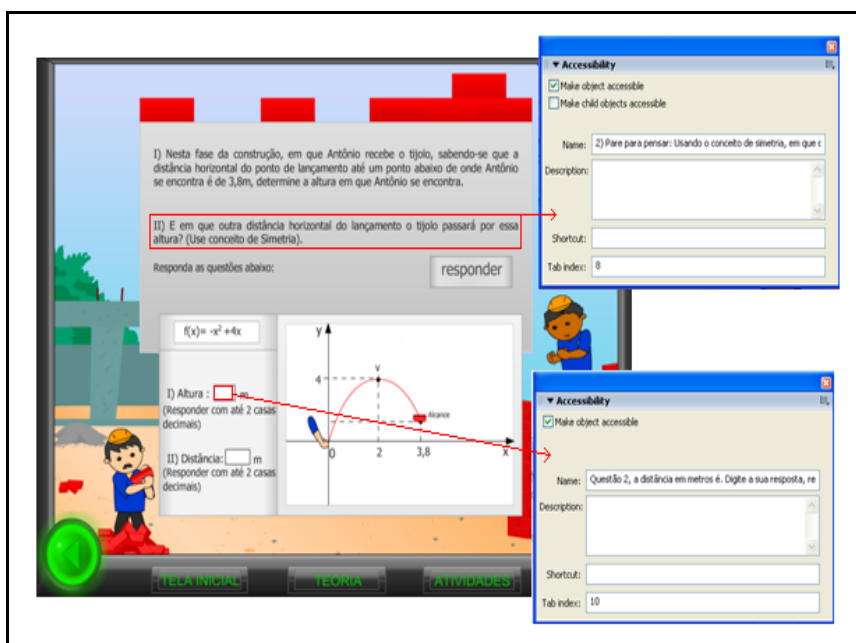 Accessibility
Make object accessible
Make child objects accessible
Name: 2) Pare para pensar: Usando o conceito de simetria, em que
Description:
Shortcut:
Tab index: 8
I) Nesta fase da construção, em que Antônio recebe o tijolo, sabendo-se que a
distância horizontal do ponto de lançamento até um ponto abaixo de onde Antônio
se encontra é de 3,8m, determine a altura em que Antônio se encontra.
II) E em que outra distância horizontal do lançamento o tijolo passará por essa
altura? (Use conceito de Simetria).
Responda as questões abaixo:
responder
f(x)= -x² +4x
I) Altura : m
(Responder com até 2 casas
decimais)
II) Distância: m
(Responder com até 2 casas
decimais)
y
V
4
Alcance
0 2 3,8 x
Accessibility
Make object accessible
Name: Questão 2, a distância em metros é. Digite a sua resposta, re
Description:
Shortcut:
Tab index: 10
TELA INICIAL TEORIA ATIVIDADES